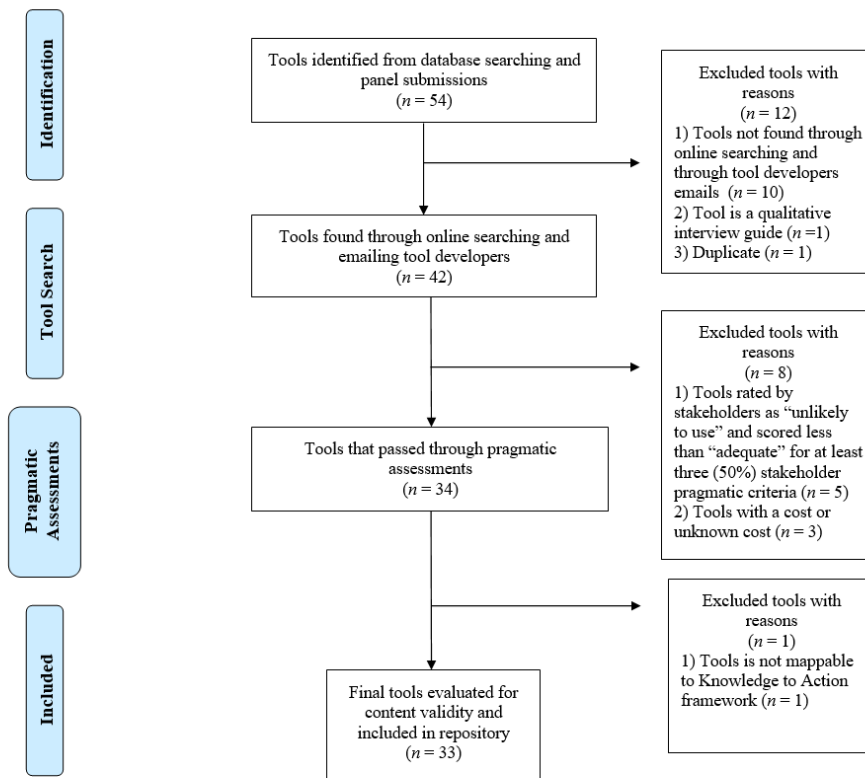 Identification
Tools identified from database searching and
panel submissions
(n = 54)
Excluded tools with
reasons
(n = 12)
1) Tools not found through
online searching and
through tool developers
emails (n = 10)
2) Tool is a qualitative
interview guide (n =1)
3) Duplicate (n = 1)
Tool Search
Tools found through online searching and
emailing tool developers
(n = 42)
Excluded tools with
reasons
(n = 8)
1) Tools rated by
stakeholders as “unlikely
to use” and scored less
than “adequate” for at least
three (50%) stakeholder
pragmatic criteria (n = 5)
2) Tools with a cost or
unknown cost (n = 3)
Pragmatic
Assessments
Tools that passed through pragmatic
assessments
(n = 34)
Excluded tools with
reasons
(n = 1)
1) Tools is not mappable
to Knowledge to Action
framework (n = 1)
Included
Final tools evaluated for
content validity and
included in repository
(n = 33)